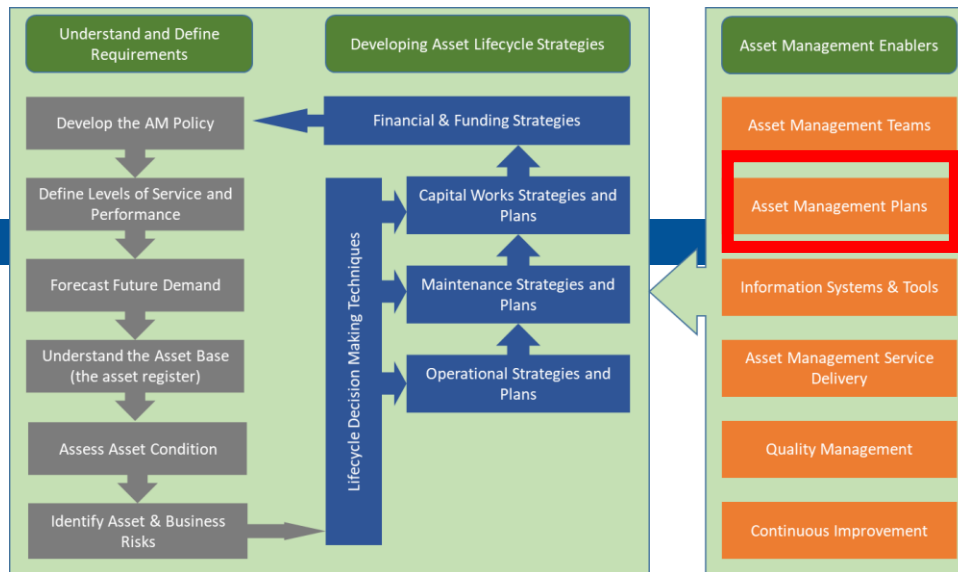 Understand and Define
Requirements
Develop the AM Policy
Define Levels of Service and
Performance
Forecast Future Demand
Understand the Asset Base
(the asset register)
Assess Asset Condition
Identify Asset & Business
Risks
Developing Asset Lifecycle Strategies
Financial & Funding Strategies
Lifecycle Decision Making Techniques
Capital Works Strategies and
Plans
Maintenance Strategies and
Plans
Operational Strategies and
Plans
Asset Management Enablers
Asset Management Teams
Asset Management Plans
Information Systems & Tools
Asset Management Service
Delivery
Quality Management
Continuous Improvement